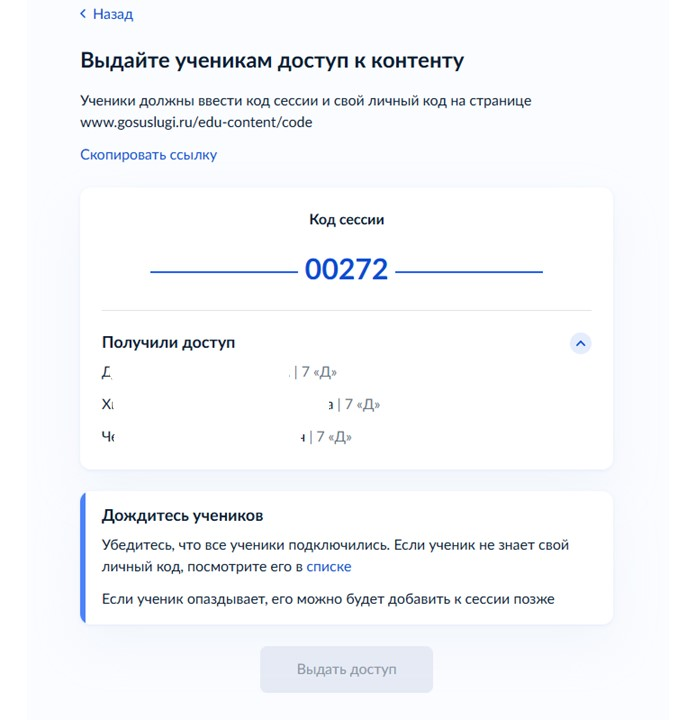 Назад
Выдайте ученикам доступ к контенту
Ученики должны ввести код сессии и свой личный код на странице
www.gosuslugi.ru/edu-content/code
Скопировать ссылку
Код сессии
00272
Получили доступ
| 7 «Д»
| 7 «Д»
| 7 «Д»
Дождитесь учеников
Убедитесь, что все ученики подключились. Если ученик не знает свой
личный код, посмотрите его в списке
Если ученик опаздывает, его можно будет добавить к сессии позже
Выдать доступ